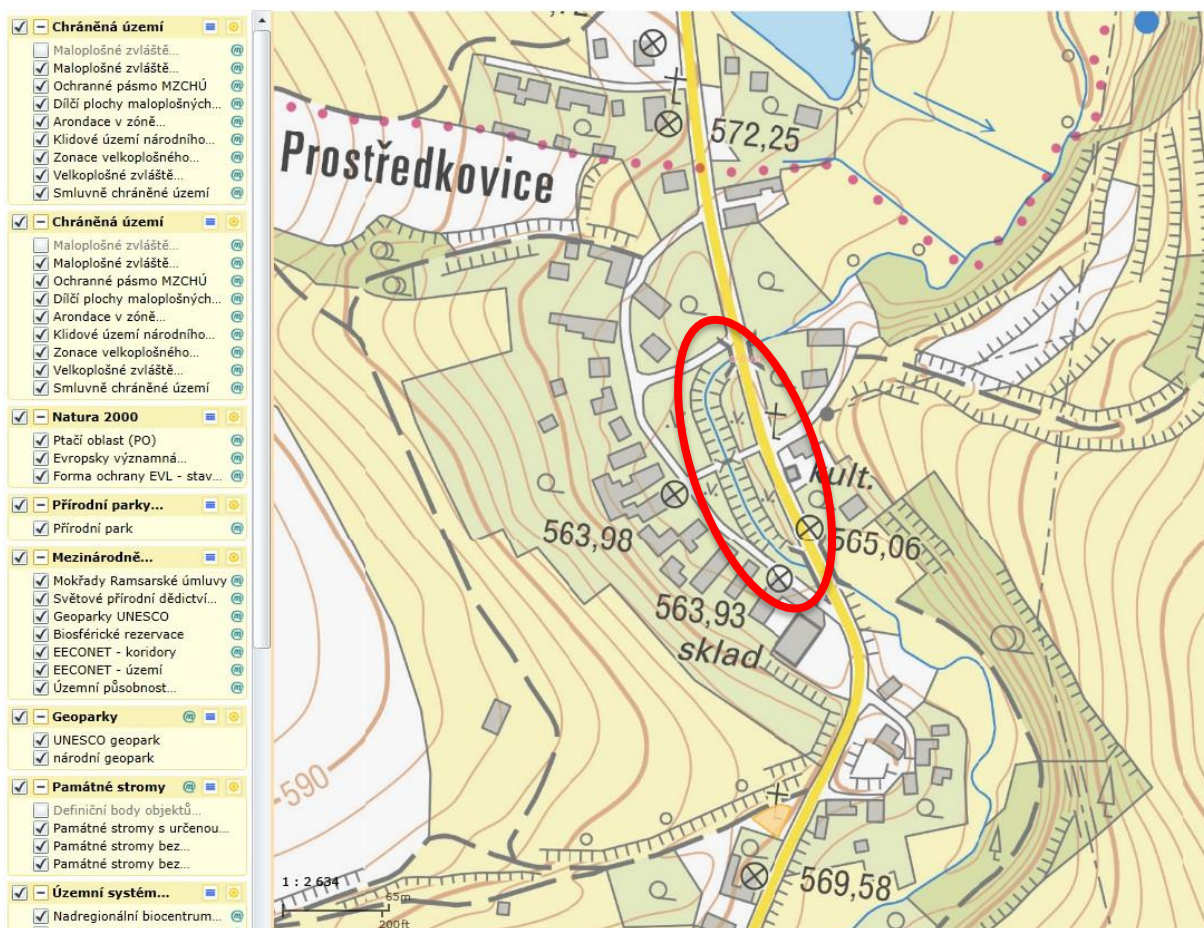 Chráněná území
Maloplošné zvláště...
Maloplošné zvláště...
Ochranné pásmo MZCHÚ
Dílčí plochy maloplošných...
Arondace v zóně...
Klidové území národního...
Zonace velkoplošného...
Velkoplošné zvláště...
Smluvně chráněné území
Chráněná území
Maloplošné zvláště...
Maloplošné zvláště...
Ochranné pásmo MZCHÚ
Dílčí plochy maloplošných...
Arondace v zóně...
Klidové území národního...
Zonace velkoplošného...
Velkoplošné zvláště...
Smluvně chráněné území
Natura 2000
Ptačí oblast (PO)
Evropsky významná...
Forma ochrany EVL - stav...
Přírodní parky...
Přírodní park
Mezinárodně...
Mokřady Ramsarské úmluvy
Světové přírodní dědictví...
Geoparky UNESCO
Biosférické rezervace
EECONET - koridory
EECONET - území
Územní působnost...
Geoparky
UNESCO geopark
národní geopark
Památné stromy
Definiční body objektů...
Památné stromy s určenou...
Památné stromy bez...
Památné stromy bez...
Územní systém...
Nadregionální biocentrum...
572,25
Prostředkovice
kult.
563,98
565,06
563,93
sklad
590
569,58
1 : 2 634
65m
200ft